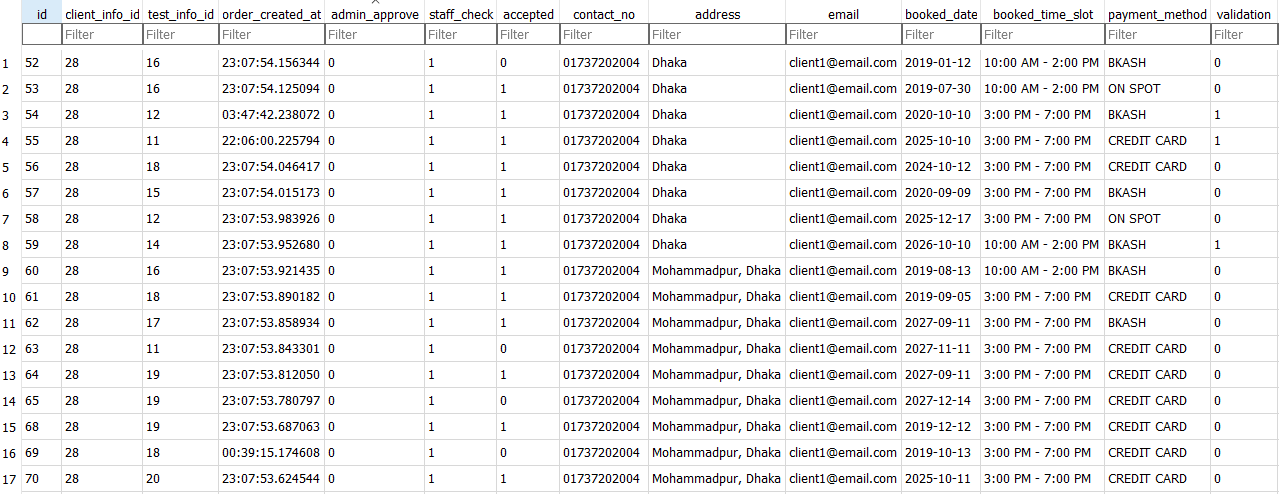 id client_info_id test_info_id order_created_at admin_approve staff_check accepted contact_no address email booked_date booked_time_slot payment_method validation
Filter Filter Filter Filter Filter Filter Filter Filter Filter Filter Filter Filter Filter
1 52 28 16 23:07:54.156344 0 1 0 01737202004 Dhaka client1@email.com 2019-01-12 10:00 AM - 2:00 PM BKASH 0
2 53 28 16 23:07:54.125094 0 1 1 01737202004 Dhaka client1@email.com 2019-07-30 10:00 AM - 2:00 PM ON SPOT 0
3 54 28 12 03:47:42.238072 0 1 1 01737202004 Dhaka client1@email.com 2020-10-10 3:00 PM - 7:00 PM BKASH 1
4 55 28 11 22:06:00.225794 0 1 1 01737202004 Dhaka client1@email.com 2025-10-10 3:00 PM - 7:00 PM CREDIT CARD 1
5 56 28 18 23:07:54.046417 0 1 1 01737202004 Dhaka client1@email.com 2024-10-12 3:00 PM - 7:00 PM CREDIT CARD 0
6 57 28 15 23:07:54.015173 0 1 1 01737202004 Dhaka client1@email.com 2020-09-09 3:00 PM - 7:00 PM BKASH 0
7 58 28 12 23:07:53.983926 0 1 1 01737202004 Dhaka client1@email.com 2025-12-17 3:00 PM - 7:00 PM ON SPOT 0
8 59 28 14 23:07:53.952680 0 1 1 01737202004 Dhaka client1@email.com 2026-10-10 10:00 AM - 2:00 PM BKASH 1
9 60 28 16 23:07:53.921435 0 1 1 01737202004 Mohammadpur, Dhaka client1@email.com 2019-08-13 10:00 AM - 2:00 PM BKASH 0
10 61 28 18 23:07:53.890182 0 1 1 01737202004 Mohammadpur, Dhaka client1@email.com 2019-09-05 3:00 PM - 7:00 PM CREDIT CARD 0
11 62 28 17 23:07:53.858934 0 1 1 01737202004 Mohammadpur, Dhaka client1@email.com 2027-09-11 3:00 PM - 7:00 PM BKASH 0
12 63 28 11 23:07:53.843301 0 1 0 01737202004 Mohammadpur, Dhaka client1@email.com 2027-11-11 3:00 PM - 7:00 PM CREDIT CARD 0
13 64 28 19 23:07:53.812050 0 1 1 01737202004 Mohammadpur, Dhaka client1@email.com 2027-09-11 3:00 PM - 7:00 PM CREDIT CARD 0
14 65 28 19 23:07:53.780797 0 1 0 01737202004 Mohammadpur, Dhaka client1@email.com 2027-12-14 3:00 PM - 7:00 PM CREDIT CARD 0
15 68 28 19 23:07:53.687063 0 1 1 01737202004 Mohammadpur, Dhaka client1@email.com 2019-12-12 3:00 PM - 7:00 PM CREDIT CARD 0
16 69 28 18 00:39:15.174608 0 1 0 01737202004 Mohammadpur, Dhaka client1@email.com 2019-10-13 3:00 PM - 7:00 PM CREDIT CARD 0
17 70 28 20 23:07:53.624544 0 1 1 01737202004 Mohammadpur, Dhaka client1@email.com 2025-10-11 3:00 PM - 7:00 PM CREDIT CARD 0